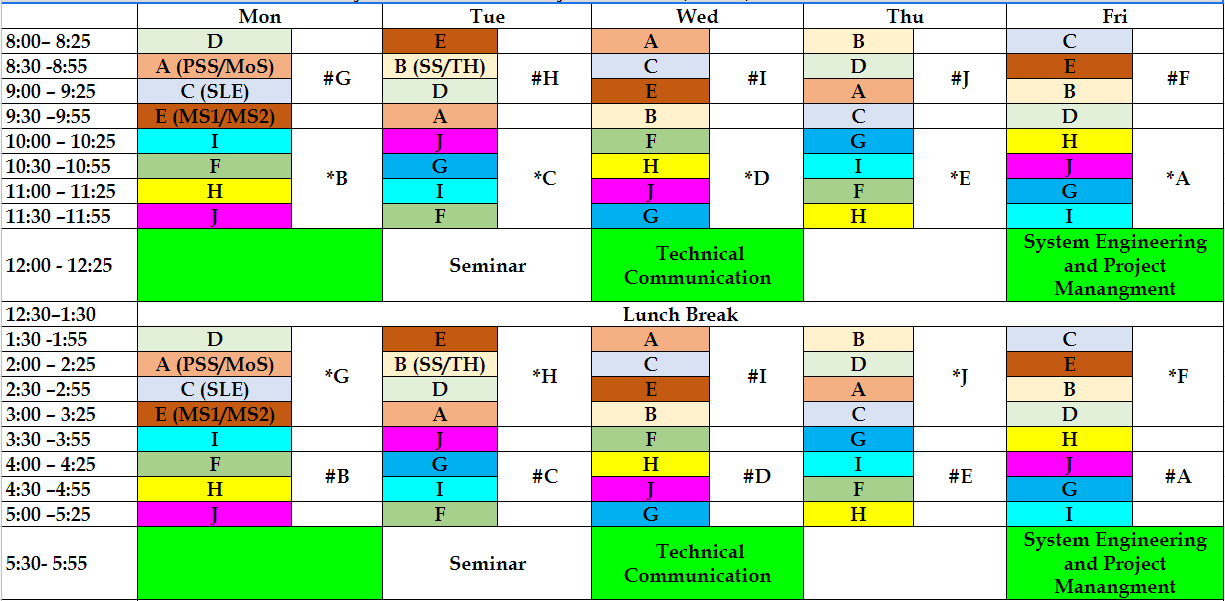 Mon Tue Wed Thu Fri
8:00– 8:25 D E A B C
8:30 -8:55 A (PSS/MoS) #G B (SS/TH) #H C #I D #J E #F
9:00 – 9:25 C (SLE) D E A B
9:30 –9:55 E (MS1/MS2) A B C D
10:00 – 10:25 I J F G H
10:30 –10:55 F *B G *C H *D I *E J *A
11:00 – 11:25 H I J F G
11:30 –11:55 J F G H I
12:00 - 12:25 Seminar Technical Communication System Engineering and Project Manangment
12:30–1:30 Lunch Break
1:30 -1:55 D E A B C
2:00 – 2:25 A (PSS/MoS) *G B (SS/TH) *H C #I D *J E *F
2:30 –2:55 C (SLE) D E A B
3:00 – 3:25 E (MS1/MS2) A B C D
3:30 –3:55 I J F G H
4:00 – 4:25 F #B G #C H #D I #E J #A
4:30 –4:55 H I J F G
5:00 –5:25 J F G H I
5:30- 5:55 Seminar Technical Communication System Engineering and Project Manangment